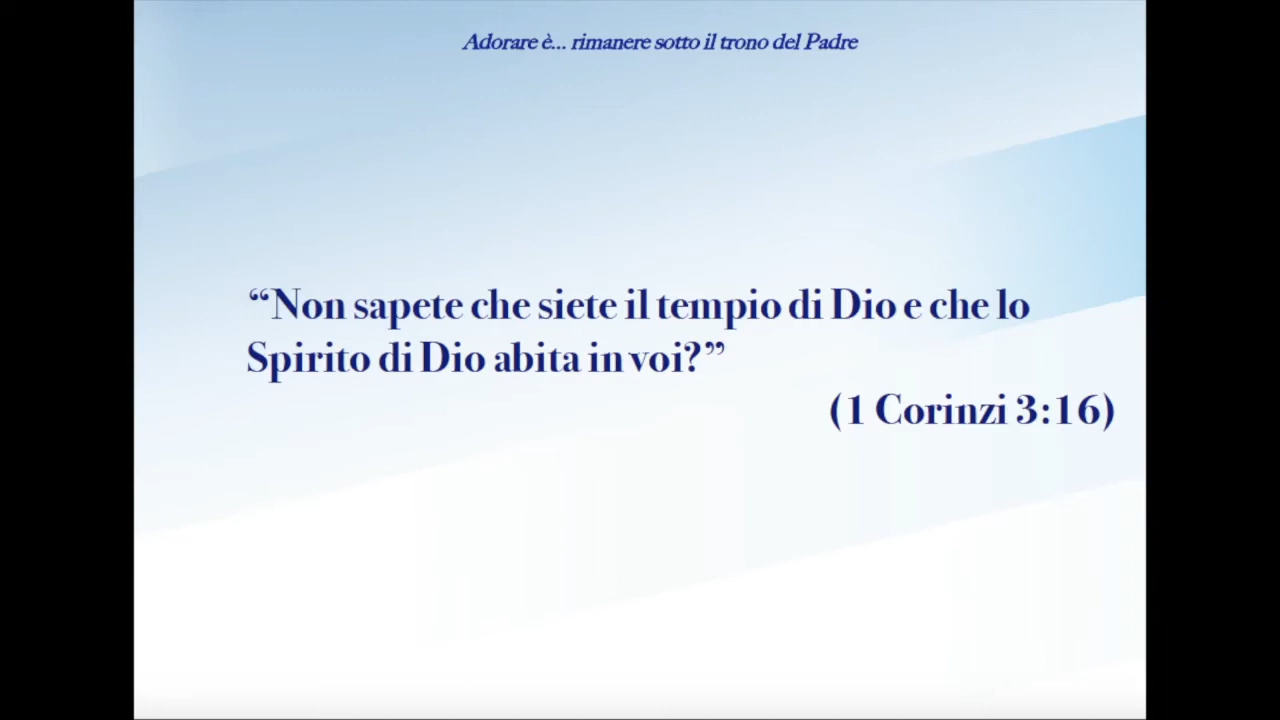 Adorare è... rimanere sotto il trono del Padre
“Non sapete che siete il tempio di Dio e che lo
Spirito di Dio abita in voi?”
(1 Corinzi 3:16)